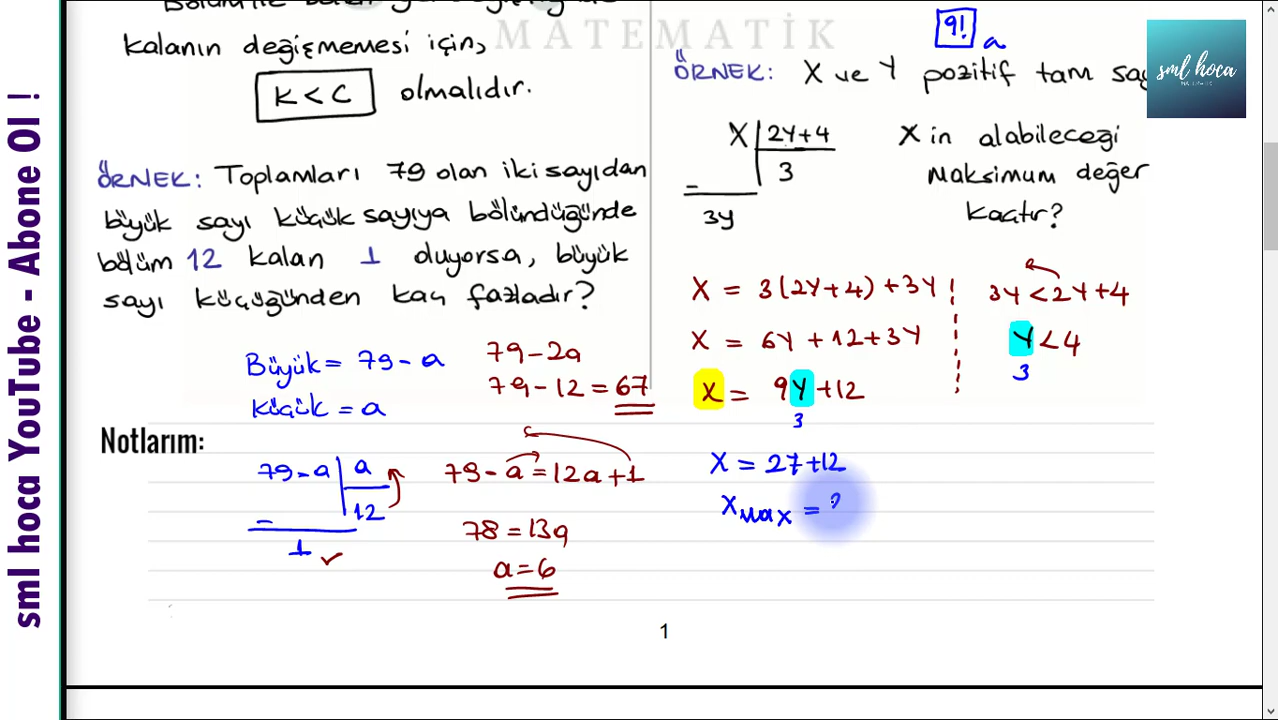 sml hoca YouTube - Abone Ol !
MATEMATİK
kalanın değişmemesi için,
K < C olmalıdır.
ÖRNEK: Toplamları 79 olan iki sayıdan
büyük sayı küçük sayıya bölündüğünde
bölüm 12 kalan 1 oluyorsa, büyük
sayı küçüğünden kaç fazladır?
Büyük = 79 - a
Küçük = a
79 - 2a
79 - 12 = 67
Notlarım:
79 - a | a
12
-
1 ✓
79 - a = 12a + 1
78 = 13a
a = 6
9! a
sml hoca
ÖRNEK: X ve Y pozitif tam say
X | 2Y+4
3
-
3y
X in alabileceği
Maksimum değer
kaçtır?
X = 3(2Y+4) + 3Y
X = 6Y + 12 + 3Y
X = 9Y + 12
3
3Y < 2Y + 4
Y < 4
3
X = 27 + 12
X Max =
1